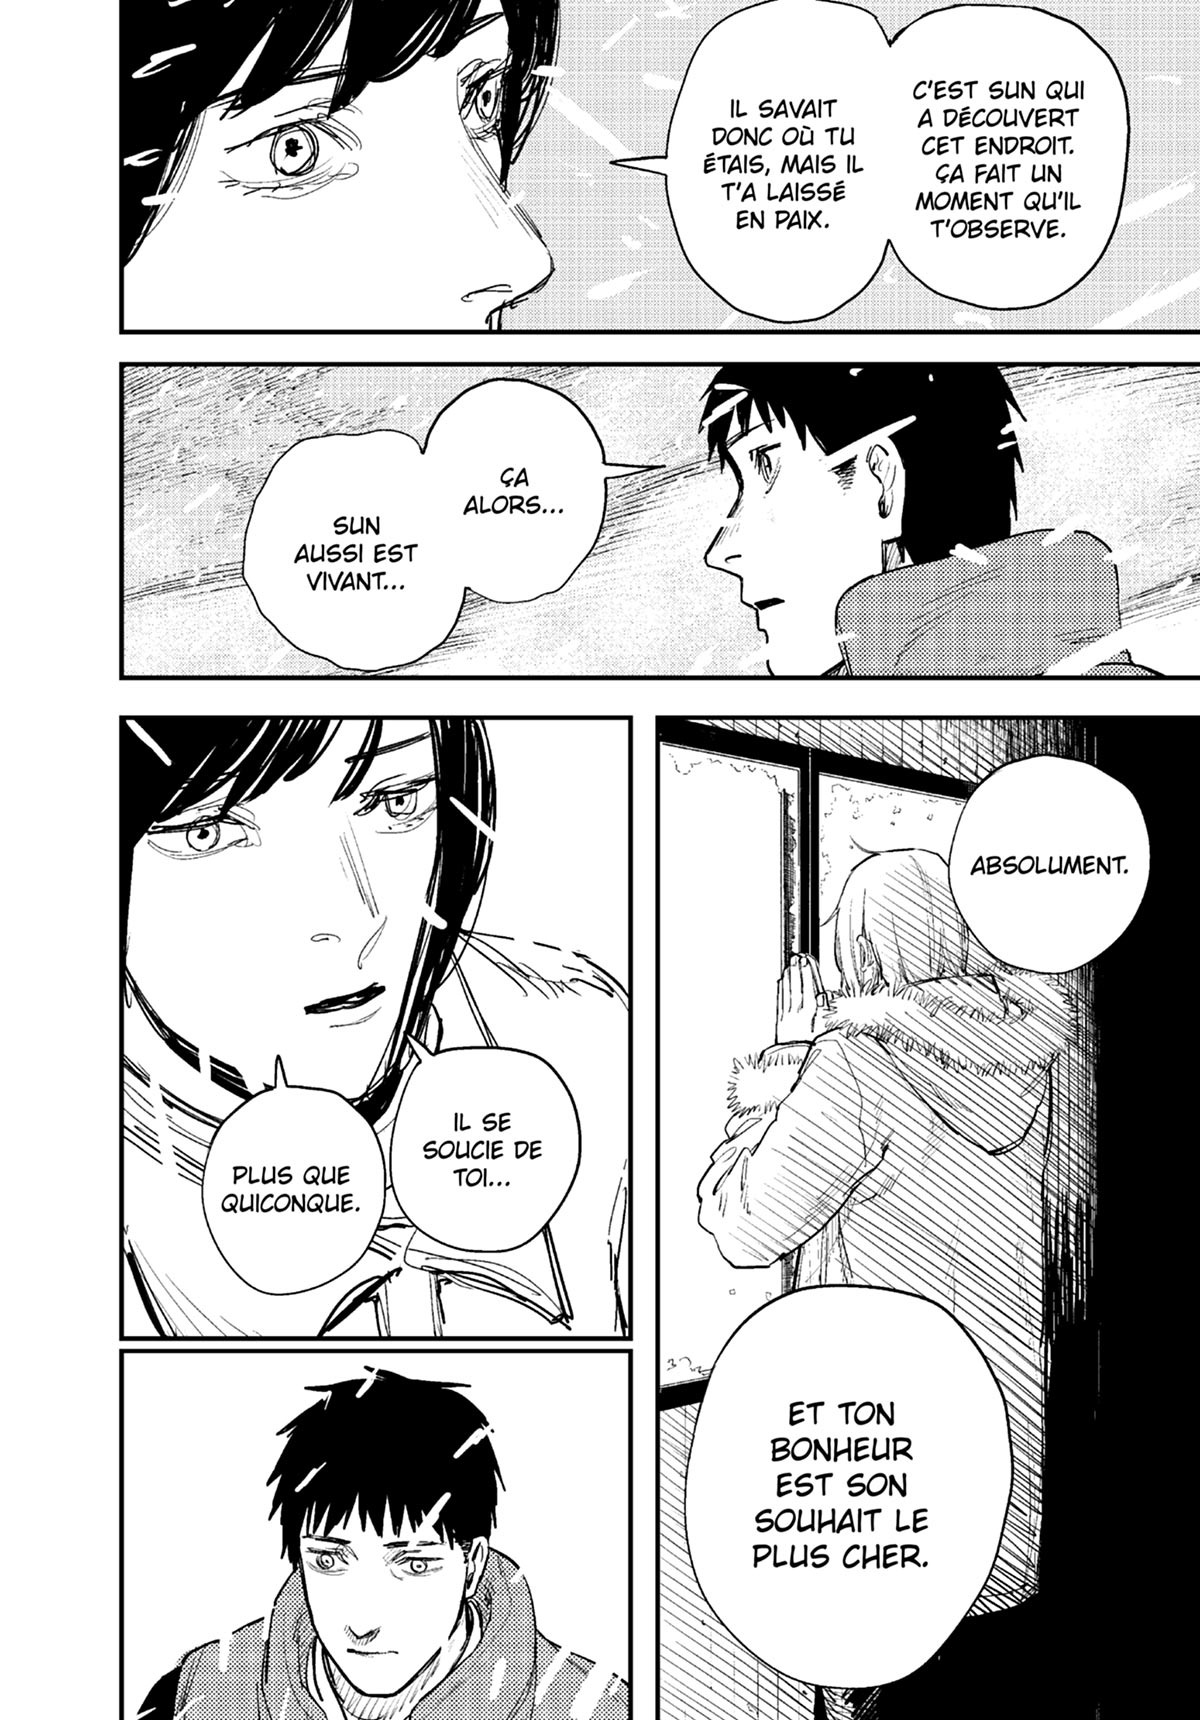 C'EST SUN QUI
A DÉCOUVERT
CET ENDROIT.
ÇA FAIT UN
MOMENT QU'IL
T'OBSERVE.
IL SAVAIT
DONC OÙ TU
ÉTAIS, MAIS IL
T'A LAISSÉ
EN PAIX.
ÇA
ALORS...
SUN
AUSSI EST
VIVANT...
ABSOLUMENT.
ET TON
BONHEUR
EST SON
SOUHAIT LE
PLUS CHER.
IL SE
SOUCIE DE
TOI...
PLUS QUE
QUICONQUE.